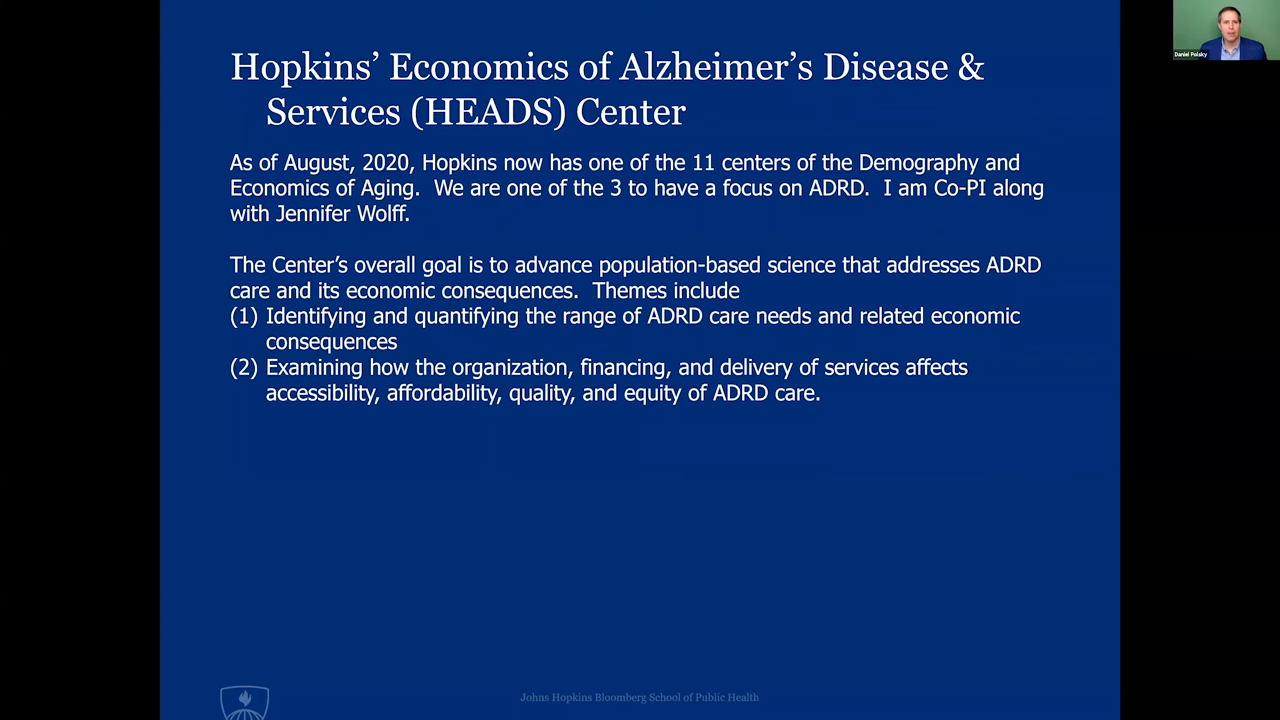 Hopkins’ Economics of Alzheimer’s Disease &
Services (HEADS) Center
As of August, 2020, Hopkins now has one of the 11 centers of the Demography and
Economics of Aging.  We are one of the 3 to have a focus on ADRD.  I am Co-PI along
with Jennifer Wolff.
The Center’s overall goal is to advance population-based science that addresses ADRD
care and its economic consequences.  Themes include
(1) Identifying and quantifying the range of ADRD care needs and related economic
consequences
(2) Examining how the organization, financing, and delivery of services affects
accessibility, affordability, quality, and equity of ADRD care.
Johns Hopkins Bloomberg School of Public Health
Daniel Polsky